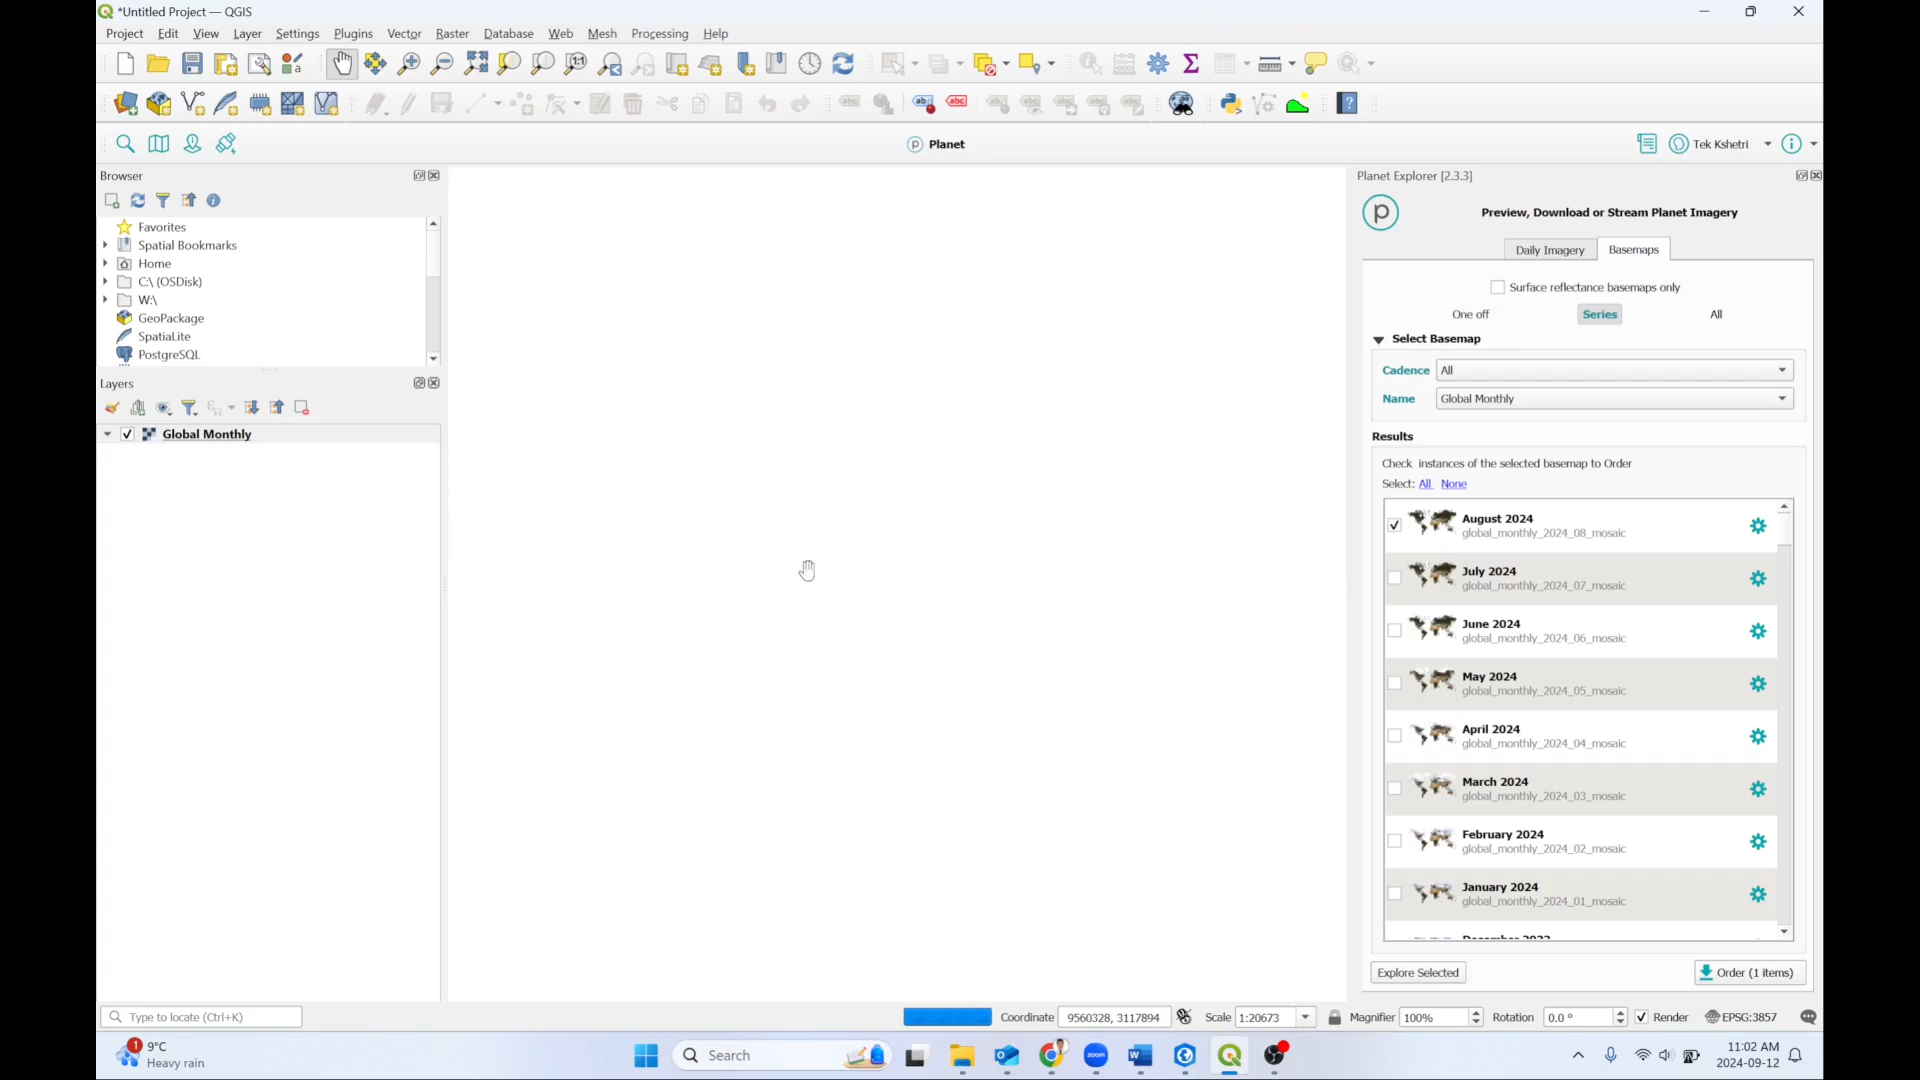 *Untitled Project — QGIS
Project Edit View Layer Settings Plugins Vector Raster Database Web Mesh Processing Help
Planet
Tek Kshetri
Browser
Favorites
Spatial Bookmarks
Home
C:\ (OSDisk)
W:\
GeoPackage
SpatiaLite
PostgreSQL
Layers
Global Monthly
Planet Explorer [2.3.3]
Preview, Download or Stream Planet Imagery
Daily Imagery Basemaps
Surface reflectance basemaps only
One off Series All
Select Basemap
Cadence All
Name Global Monthly
Results
Check instances of the selected basemap to Order
Select: All None
August 2024
global_monthly_2024_08_mosaic
July 2024
global_monthly_2024_07_mosaic
June 2024
global_monthly_2024_06_mosaic
May 2024
global_monthly_2024_05_mosaic
April 2024
global_monthly_2024_04_mosaic
March 2024
global_monthly_2024_03_mosaic
February 2024
global_monthly_2024_02_mosaic
January 2024
global_monthly_2024_01_mosaic
Explore Selected Order (1 items)
Type to locate (Ctrl+K) Coordinate 9560328, 3117894 Scale 1:20673 Magnifier 100% Rotation 0.0 ° Render EPSG:3857
1 9°C
Heavy rain
Search
zoom
11:02 AM
2024-09-12